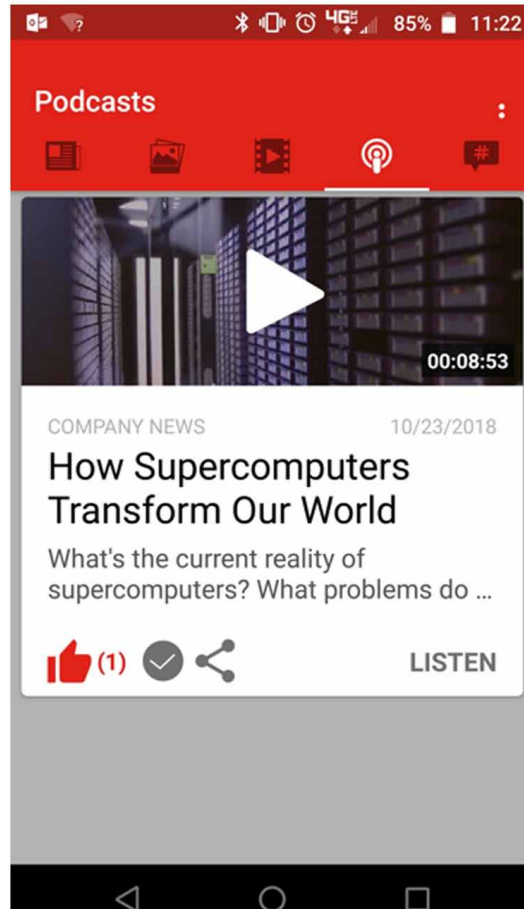 4G 85% 11:22
Podcasts
#
00:08:53
COMPANY NEWS 10/23/2018
How Supercomputers
Transform Our World
What's the current reality of
supercomputers? What problems do ...
(1) LISTEN